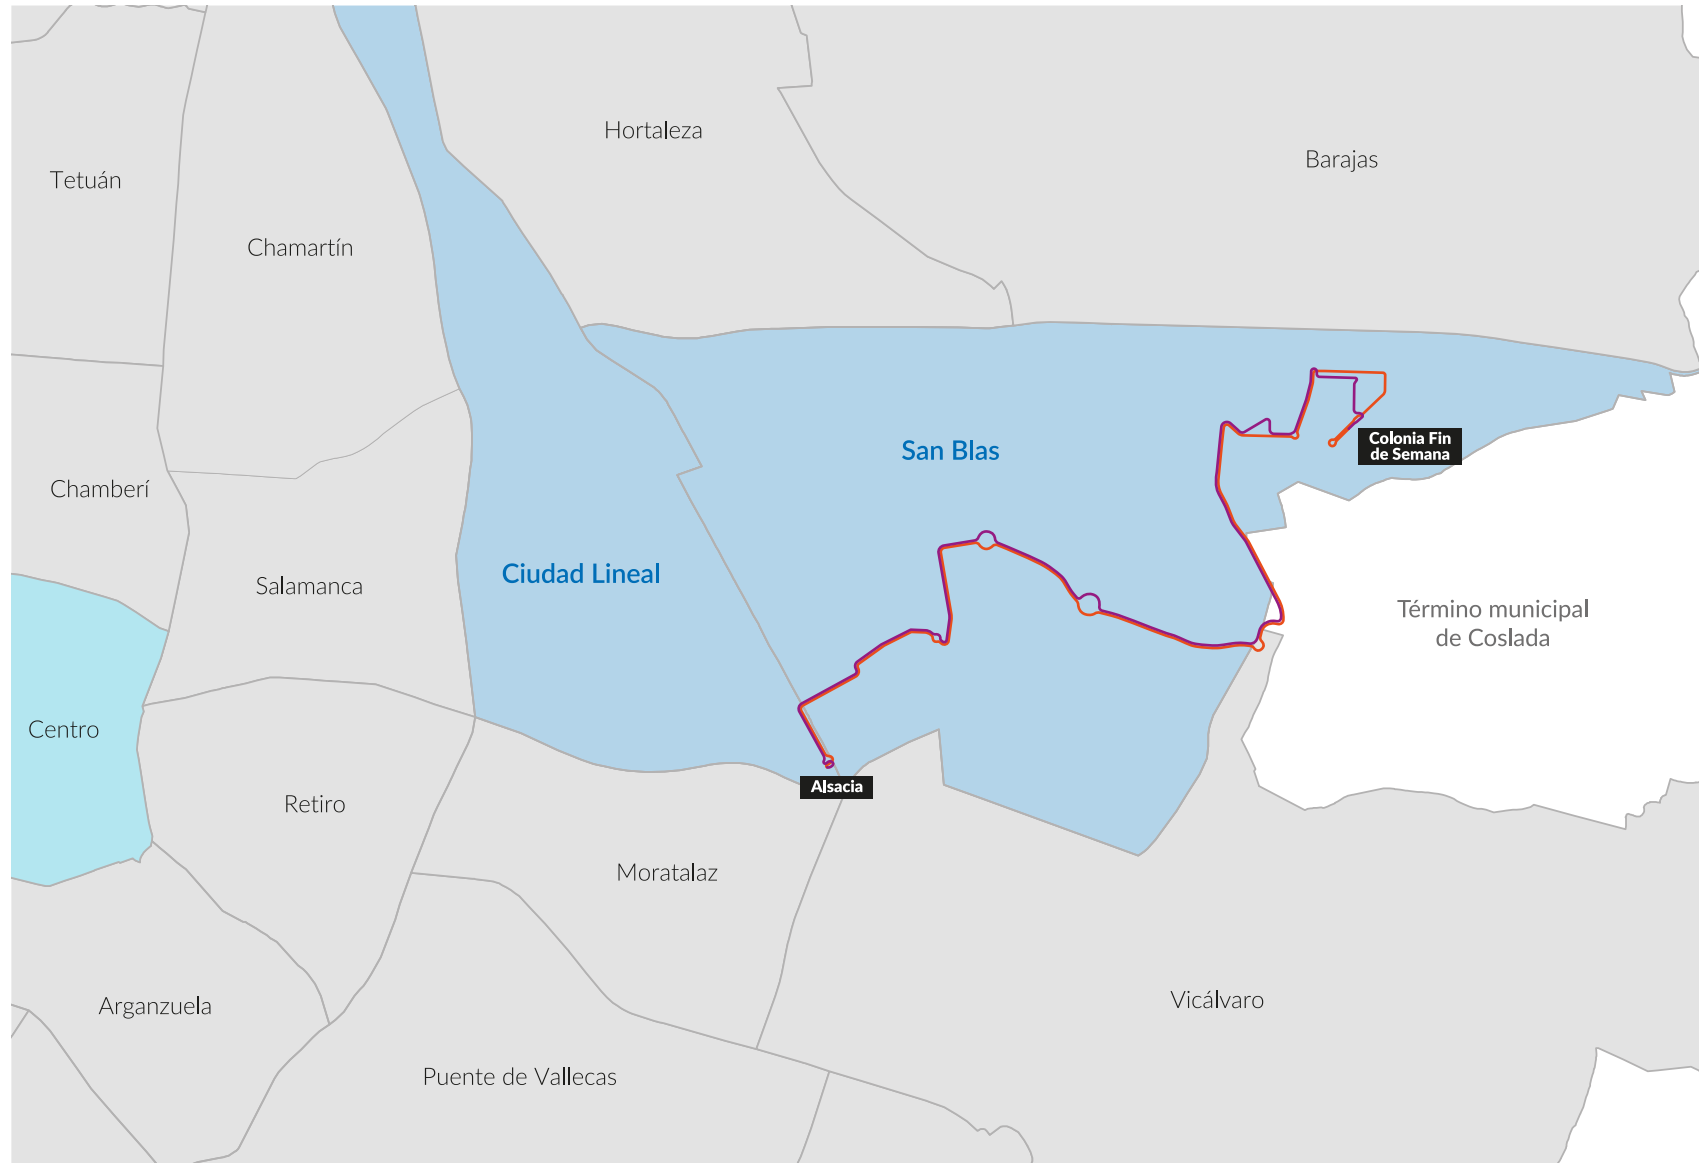 Hortaleza
Barajas
Tetuán
Chamartín
Colonia Fin
de Semana
San Blas
Chamberí
Ciudad Lineal
Salamanca
Término municipal
de Coslada
Centro
Alsacia
Retiro
Moratalaz
Vicálvaro
Arganzuela
Puente de Vallecas